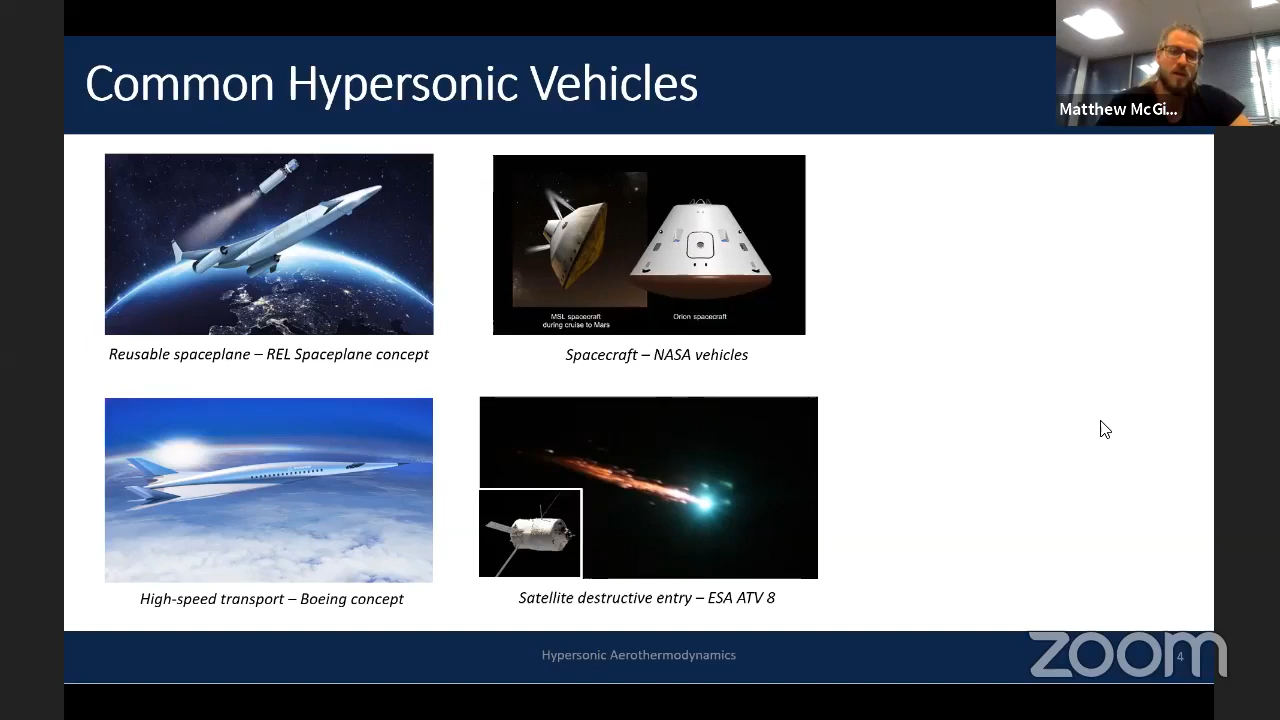 Common Hypersonic Vehicles
Matthew McGi...
MSL spacecraft
during cruise to Mars
Orion spacecraft
Reusable spaceplane – REL Spaceplane concept
Spacecraft – NASA vehicles
High-speed transport – Boeing concept
Satellite destructive entry – ESA ATV 8
Hypersonic Aerothermodynamics
4
zoom